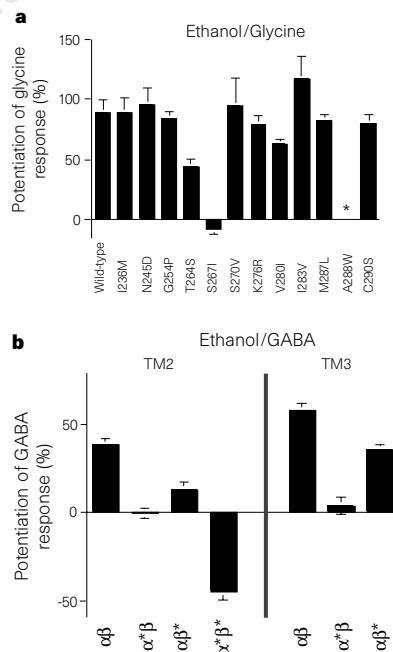 a
Ethanol/Glycine
Potentiation of glycine
response (%)
150
100
50
0
*
Wild-type
I236M
N245D
G254P
T264S
S267I
S270V
K276R
V280I
I283V
M287L
A288W
C290S
b
Ethanol/GABA
TM2
TM3
Potentiation of GABA
response (%)
50
0
-50
αβ
α*β
αβ*
α*β*
αβ
α*β
αβ*